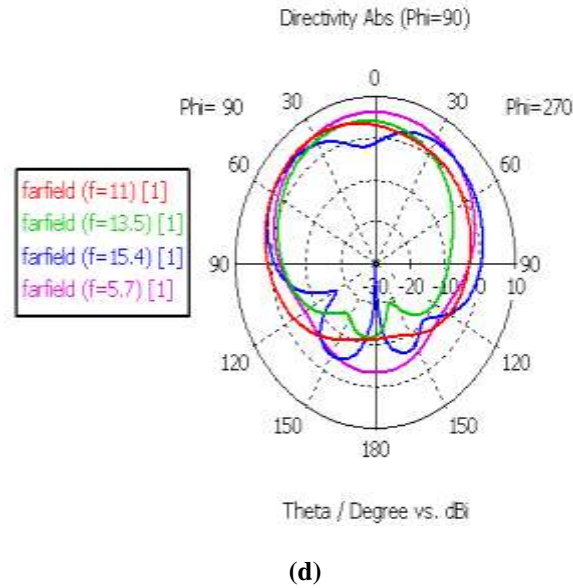 Directivity Abs (Phi=90)
0
Phi= 90 30 30 Phi=270
60 60
farfield (f=11) [1]
farfield (f=13.5) [1]
farfield (f=15.4) [1]
farfield (f=5.7) [1]
90 -20 -10 0 10 90
120 120
150 150
180
Theta / Degree vs. dBi
(d)